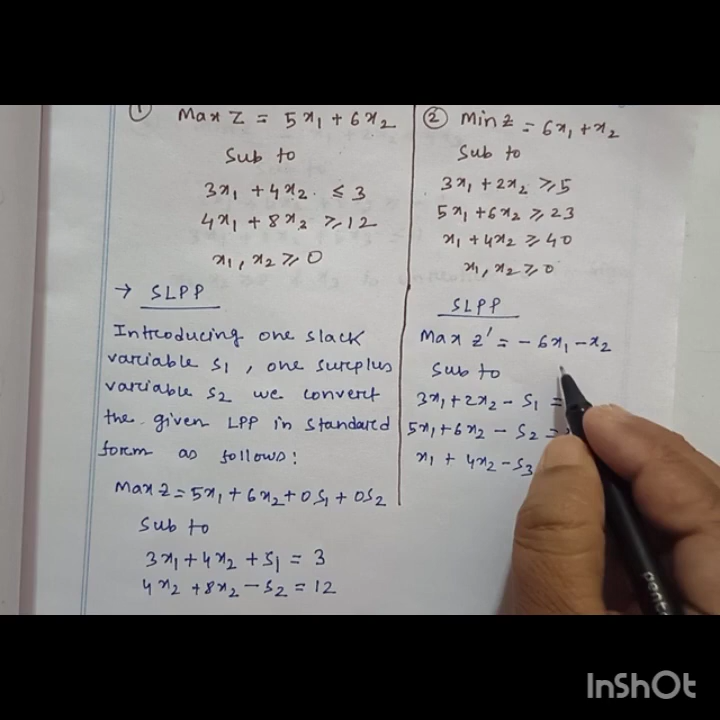 ① Max Z = 5x₁ + 6x₂
Sub to
3x₁ + 4x₂ ≤ 3
4x₁ + 8x₂ ≥ 12
x₁, x₂ ≥ 0
→ SLPP
Introducing one slack
variable s₁, one surplus
variable s₂ we convert
the given LPP in standard
form as follows:
Max Z = 5x₁ + 6x₂ + 0s₁ + 0s₂
Sub to
3x₁ + 4x₂ + s₁ = 3
4x₂ + 8x₂ - s₂ = 12
② Min Z = 6x₁ + x₂
Sub to
3x₁ + 2x₂ ≥ 5
5x₁ + 6x₂ ≥ 23
x₁ + 4x₂ ≥ 40
x₁, x₂ ≥ 0
SLPP
Max Z' = - 6x₁ - x₂
Sub to
3x₁ + 2x₂ - s₁ =
5x₁ + 6x₂ - s₂ =
x₁ + 4x₂ - s₃
InShOt